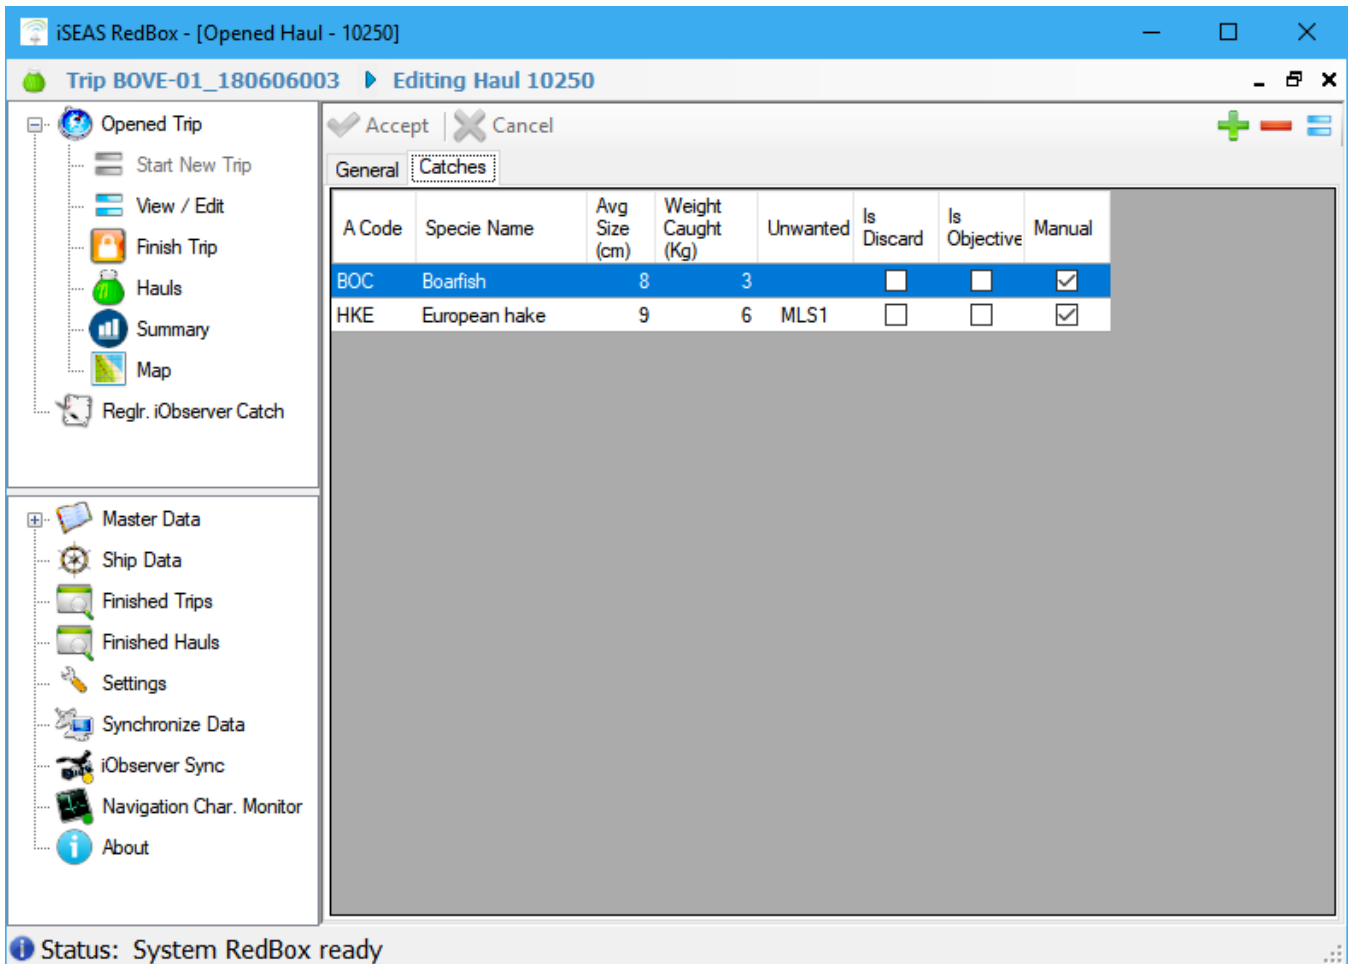 iSEAS RedBox - [Opened Haul - 10250]
Trip BOVE-01_180606003 Editing Haul 10250
Opened Trip
Start New Trip
View / Edit
Finish Trip
Hauls
Summary
Map
Reglr. iObserver Catch
Master Data
Ship Data
Finished Trips
Finished Hauls
Settings
Synchronize Data
iObserver Sync
Navigation Char. Monitor
About
Accept Cancel
General Catches
A Code Specie Name Avg Size (cm) Weight Caught (Kg) Unwanted Is Discard Is Objective Manual
BOC Boarfish 8 3
HKE European hake 9 6 MLS1
Status: System RedBox ready